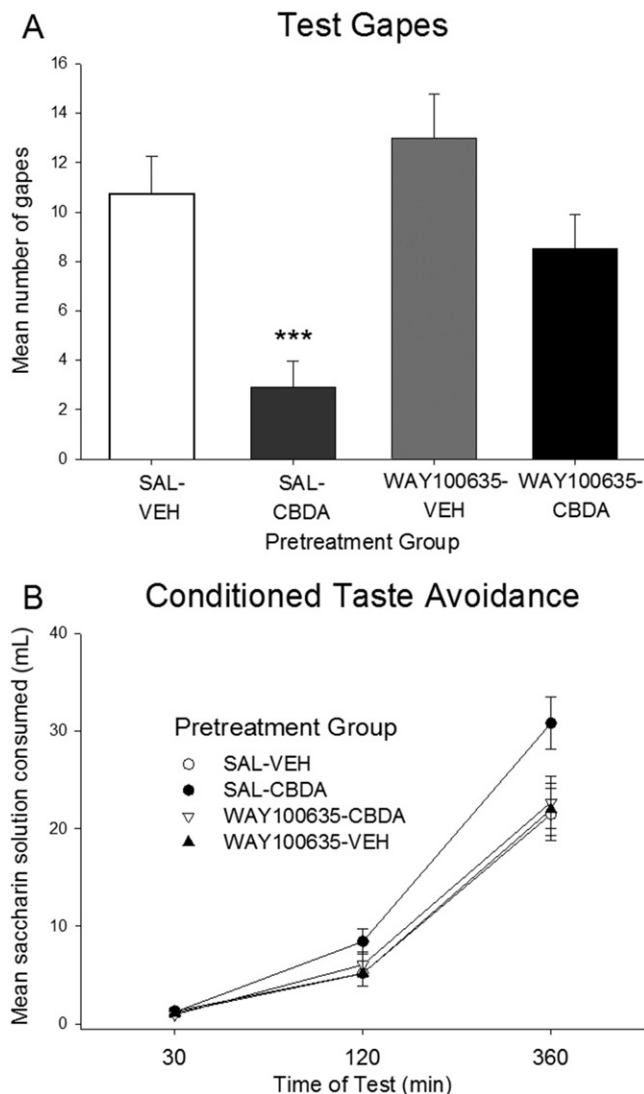 A
Test Gapes
Mean number of gapes
16
14
12
10
8
6
4
2
0
***
SAL-
VEH
SAL-
CBDA
WAY100635-
VEH
WAY100635-
CBDA
Pretreatment Group
B
Conditioned Taste Avoidance
Mean saccharin solution consumed (mL)
40
30
20
10
0
Pretreatment Group
SAL-VEH
SAL-CBDA
WAY100635-CBDA
WAY100635-VEH
30
120
360
Time of Test (min)